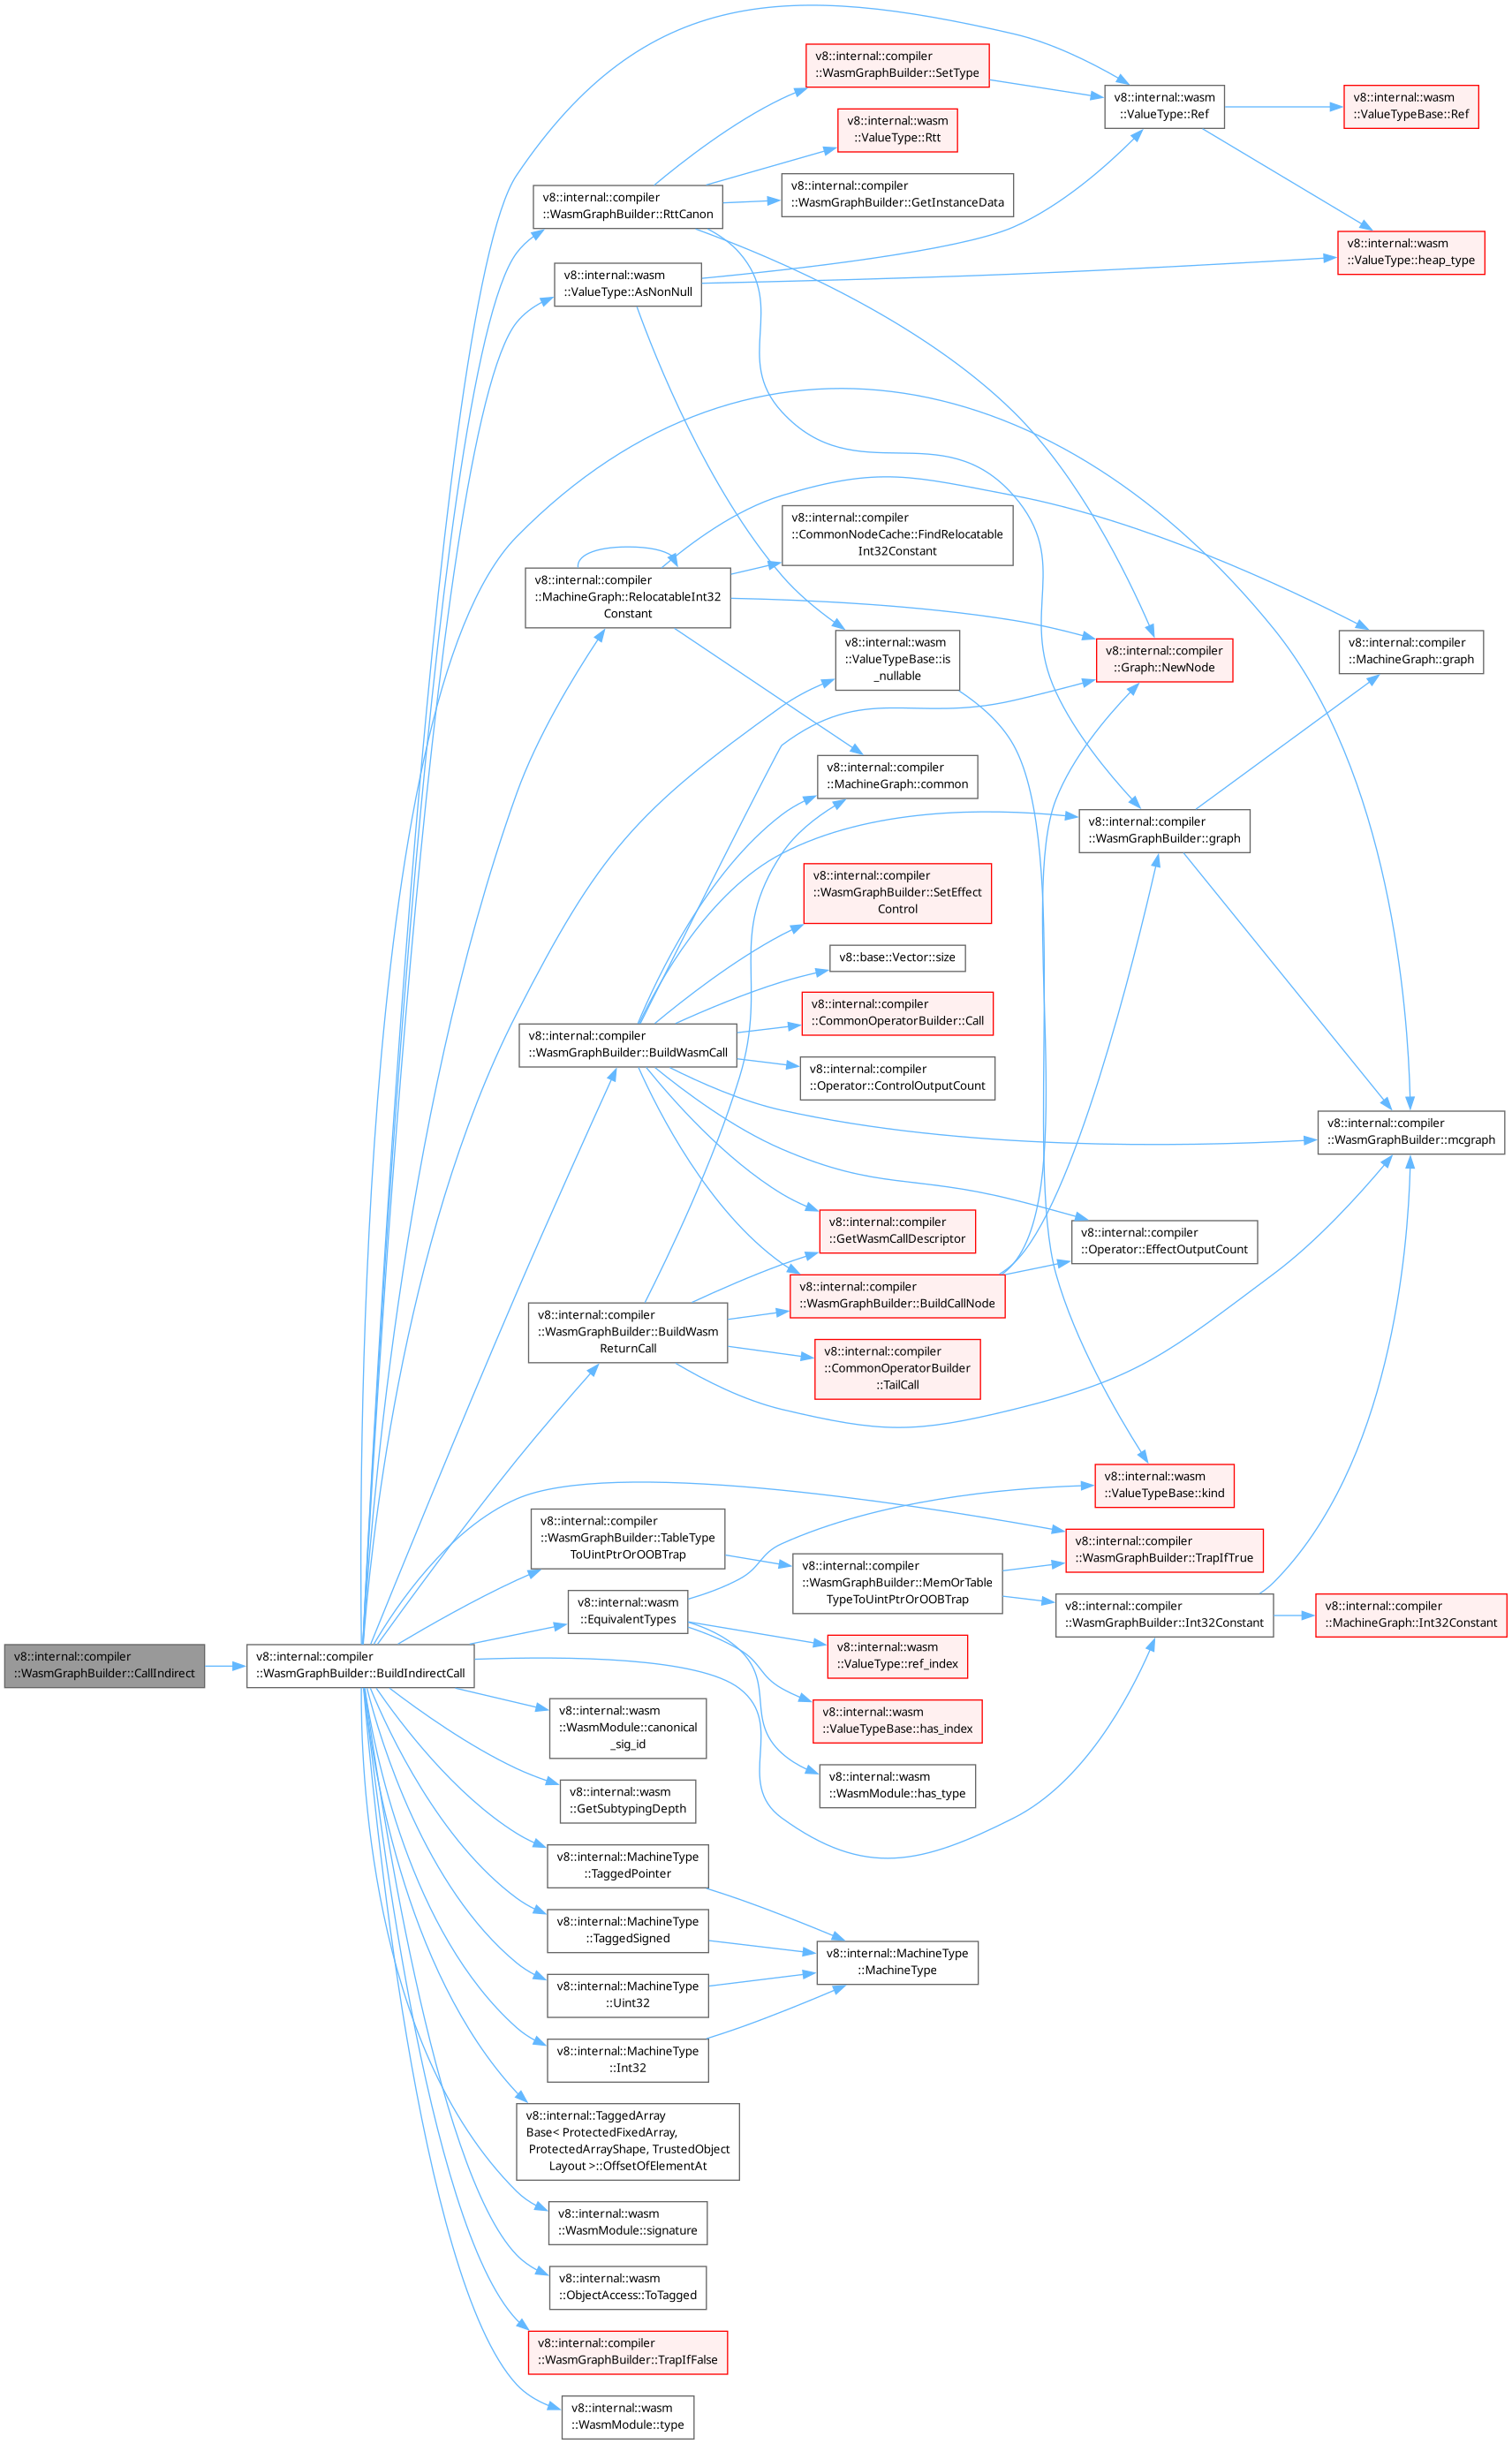 v8::internal::compiler
::WasmGraphBuilder::SetType
v8::internal::wasm
::ValueType::Ref
v8::internal::wasm
::ValueTypeBase::Ref
v8::internal::wasm
::ValueType::Rtt
v8::internal::compiler
::WasmGraphBuilder::GetInstanceData
v8::internal::compiler
::WasmGraphBuilder::RttCanon
v8::internal::wasm
::ValueType::heap_type
v8::internal::wasm
::ValueType::AsNonNull
v8::internal::compiler
::CommonNodeCache::FindRelocatable
Int32Constant
v8::internal::compiler
::MachineGraph::RelocatableInt32
Constant
v8::internal::wasm
::ValueTypeBase::is
_nullable
v8::internal::compiler
::Graph::NewNode
v8::internal::compiler
::MachineGraph::graph
v8::internal::compiler
::MachineGraph::common
v8::internal::compiler
::WasmGraphBuilder::graph
v8::internal::compiler
::WasmGraphBuilder::SetEffect
Control
v8::base::Vector::size
v8::internal::compiler
::CommonOperatorBuilder::Call
v8::internal::compiler
::WasmGraphBuilder::BuildWasmCall
v8::internal::compiler
::Operator::ControlOutputCount
v8::internal::compiler
::WasmGraphBuilder::mcgraph
v8::internal::compiler
::GetWasmCallDescriptor
v8::internal::compiler
::Operator::EffectOutputCount
v8::internal::compiler
::WasmGraphBuilder::BuildCallNode
v8::internal::compiler
::WasmGraphBuilder::BuildWasm
ReturnCall
v8::internal::compiler
::CommonOperatorBuilder
::TailCall
v8::internal::wasm
::ValueTypeBase::kind
v8::internal::compiler
::WasmGraphBuilder::TableType
ToUintPtrOrOOBTrap
v8::internal::compiler
::WasmGraphBuilder::TrapIfTrue
v8::internal::compiler
::WasmGraphBuilder::MemOrTable
TypeToUintPtrOrOOBTrap
v8::internal::wasm
::EquivalentTypes
v8::internal::compiler
::WasmGraphBuilder::Int32Constant
v8::internal::compiler
::MachineGraph::Int32Constant
v8::internal::compiler
::WasmGraphBuilder::CallIndirect
v8::internal::compiler
::WasmGraphBuilder::BuildIndirectCall
v8::internal::wasm
::ValueType::ref_index
v8::internal::wasm
::WasmModule::canonical
_sig_id
v8::internal::wasm
::ValueTypeBase::has_index
v8::internal::wasm
::GetSubtypingDepth
v8::internal::wasm
::WasmModule::has_type
v8::internal::MachineType
::TaggedPointer
v8::internal::MachineType
::TaggedSigned
v8::internal::MachineType
::MachineType
v8::internal::MachineType
::Uint32
v8::internal::MachineType
::Int32
v8::internal::TaggedArray
Base< ProtectedFixedArray,
ProtectedArrayShape, TrustedObject
Layout >::OffsetOfElementAt
v8::internal::wasm
::WasmModule::signature
v8::internal::wasm
::ObjectAccess::ToTagged
v8::internal::compiler
::WasmGraphBuilder::TrapIfFalse
v8::internal::wasm
::WasmModule::type